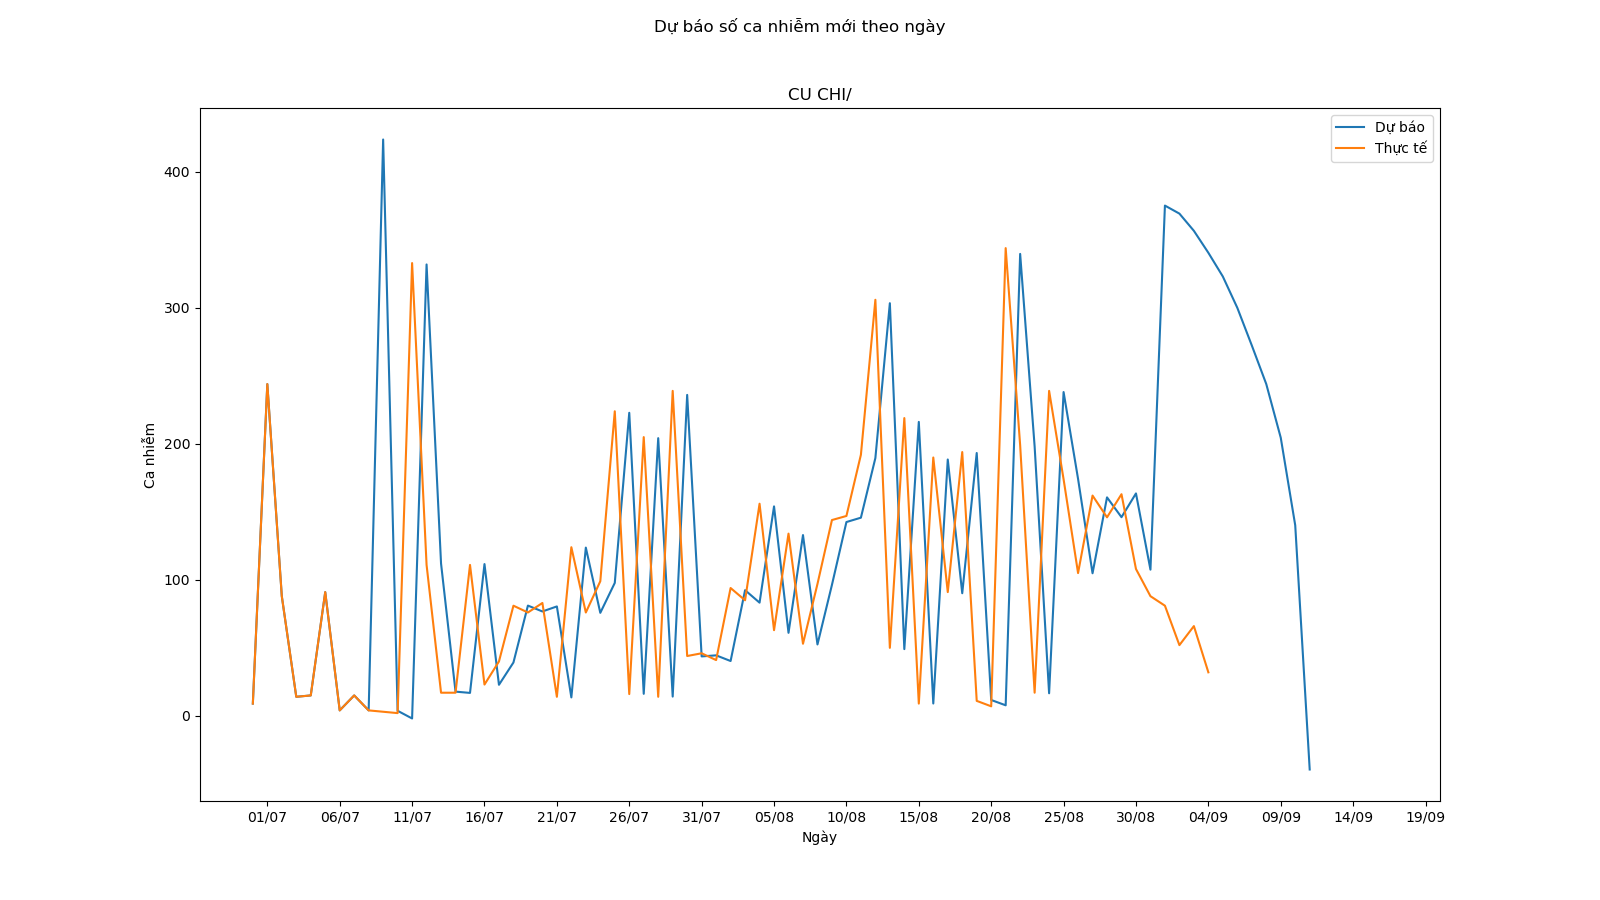 Dự báo số ca nhiễm mới theo ngày
CU CHI/
Dự báo
Thực tế
400
300
200
100
0
Ca nhiễm
01/07 06/07 11/07 16/07 21/07 26/07 31/07 05/08 10/08 15/08 20/08 25/08 30/08 04/09 09/09 14/09 19/09
Ngày